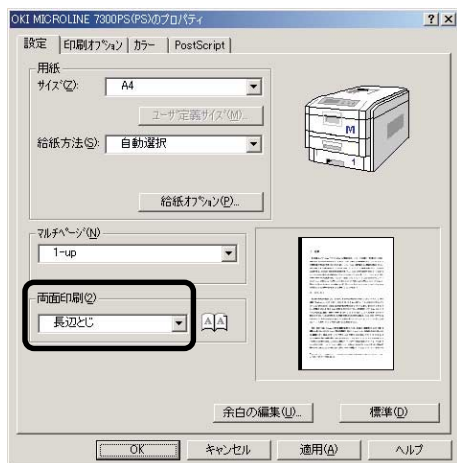 OKI MICROLINE 7300PS(PS)のプロパティ
設定 印刷オプション カラー PostScript
用紙
サイズ(Z): A4
ユーザ定義サイズ(M)...
給紙方法(S): 自動選択
給紙オプション(P)...
マルチページ(N)
1-up
両面印刷(2)
長辺とじ
余白の編集(U)... 標準(D)
OK キャンセル 適用(A) ヘルプ